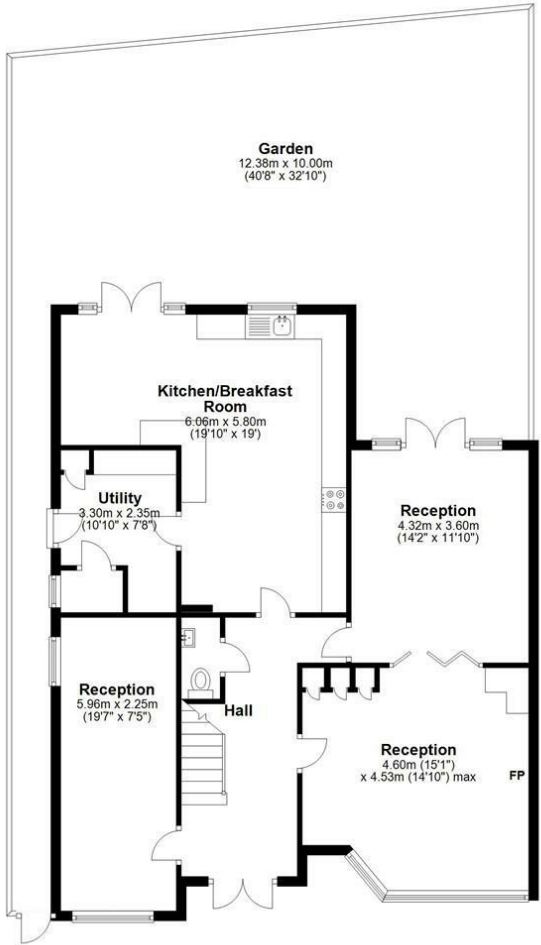 Garden
12.38m x 10.00m
(40'8" x 32'10")
Kitchen/Breakfast
Room
6.06m x 5.80m
(19'10" x 19')
Utility
3.30m x 2.35m
(10'10" x 7'8")
Reception
4.32m x 3.60m
(14'2" x 11'10")
Reception
5.96m x 2.25m
(19'7" x 7'5")
Hall
Reception
4.60m (15'1")
x 4.53m (14'10") max
FP